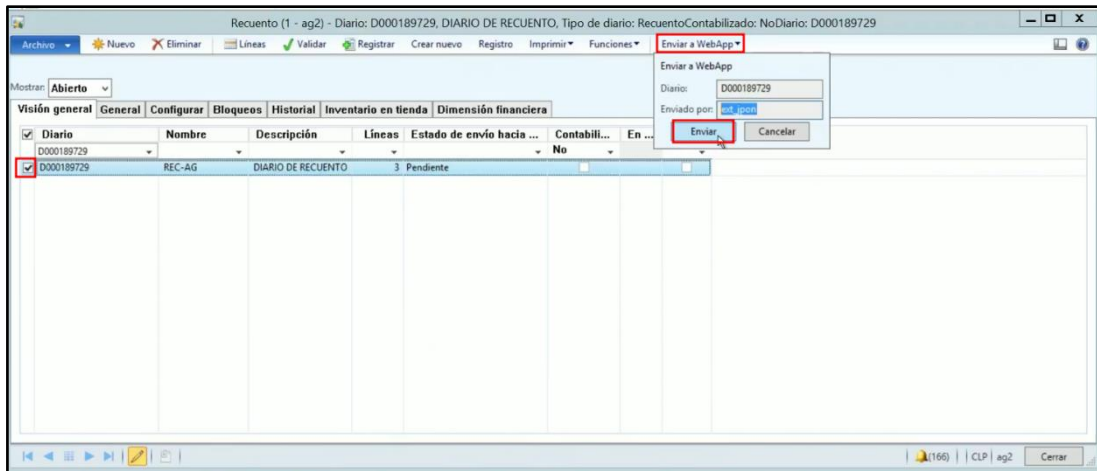 Recuento (1 - ag2) - Diario: D000189729, DIARIO DE RECUENTO, Tipo de diario: RecuentoContabilizado: NoDiario: D000189729
Archivo Nuevo Eliminar Líneas Validar Registrar Crear nuevo Registro Imprimir Funciones Enviar a WebApp
Enviar a WebApp
Mostrar: Abierto
Diario: D000189729
Visión general General Configurar Bloqueos Historial Inventario en tienda Dimensión financiera
Enviado por: ext_jpon
Enviar Cancelar
Diario Nombre Descripción Líneas Estado de envío hacia ... Contabili... En ...
D000189729 No
D000189729 REC-AG DIARIO DE RECUENTO 3 Pendiente
(166) CLP ag2 Cerrar